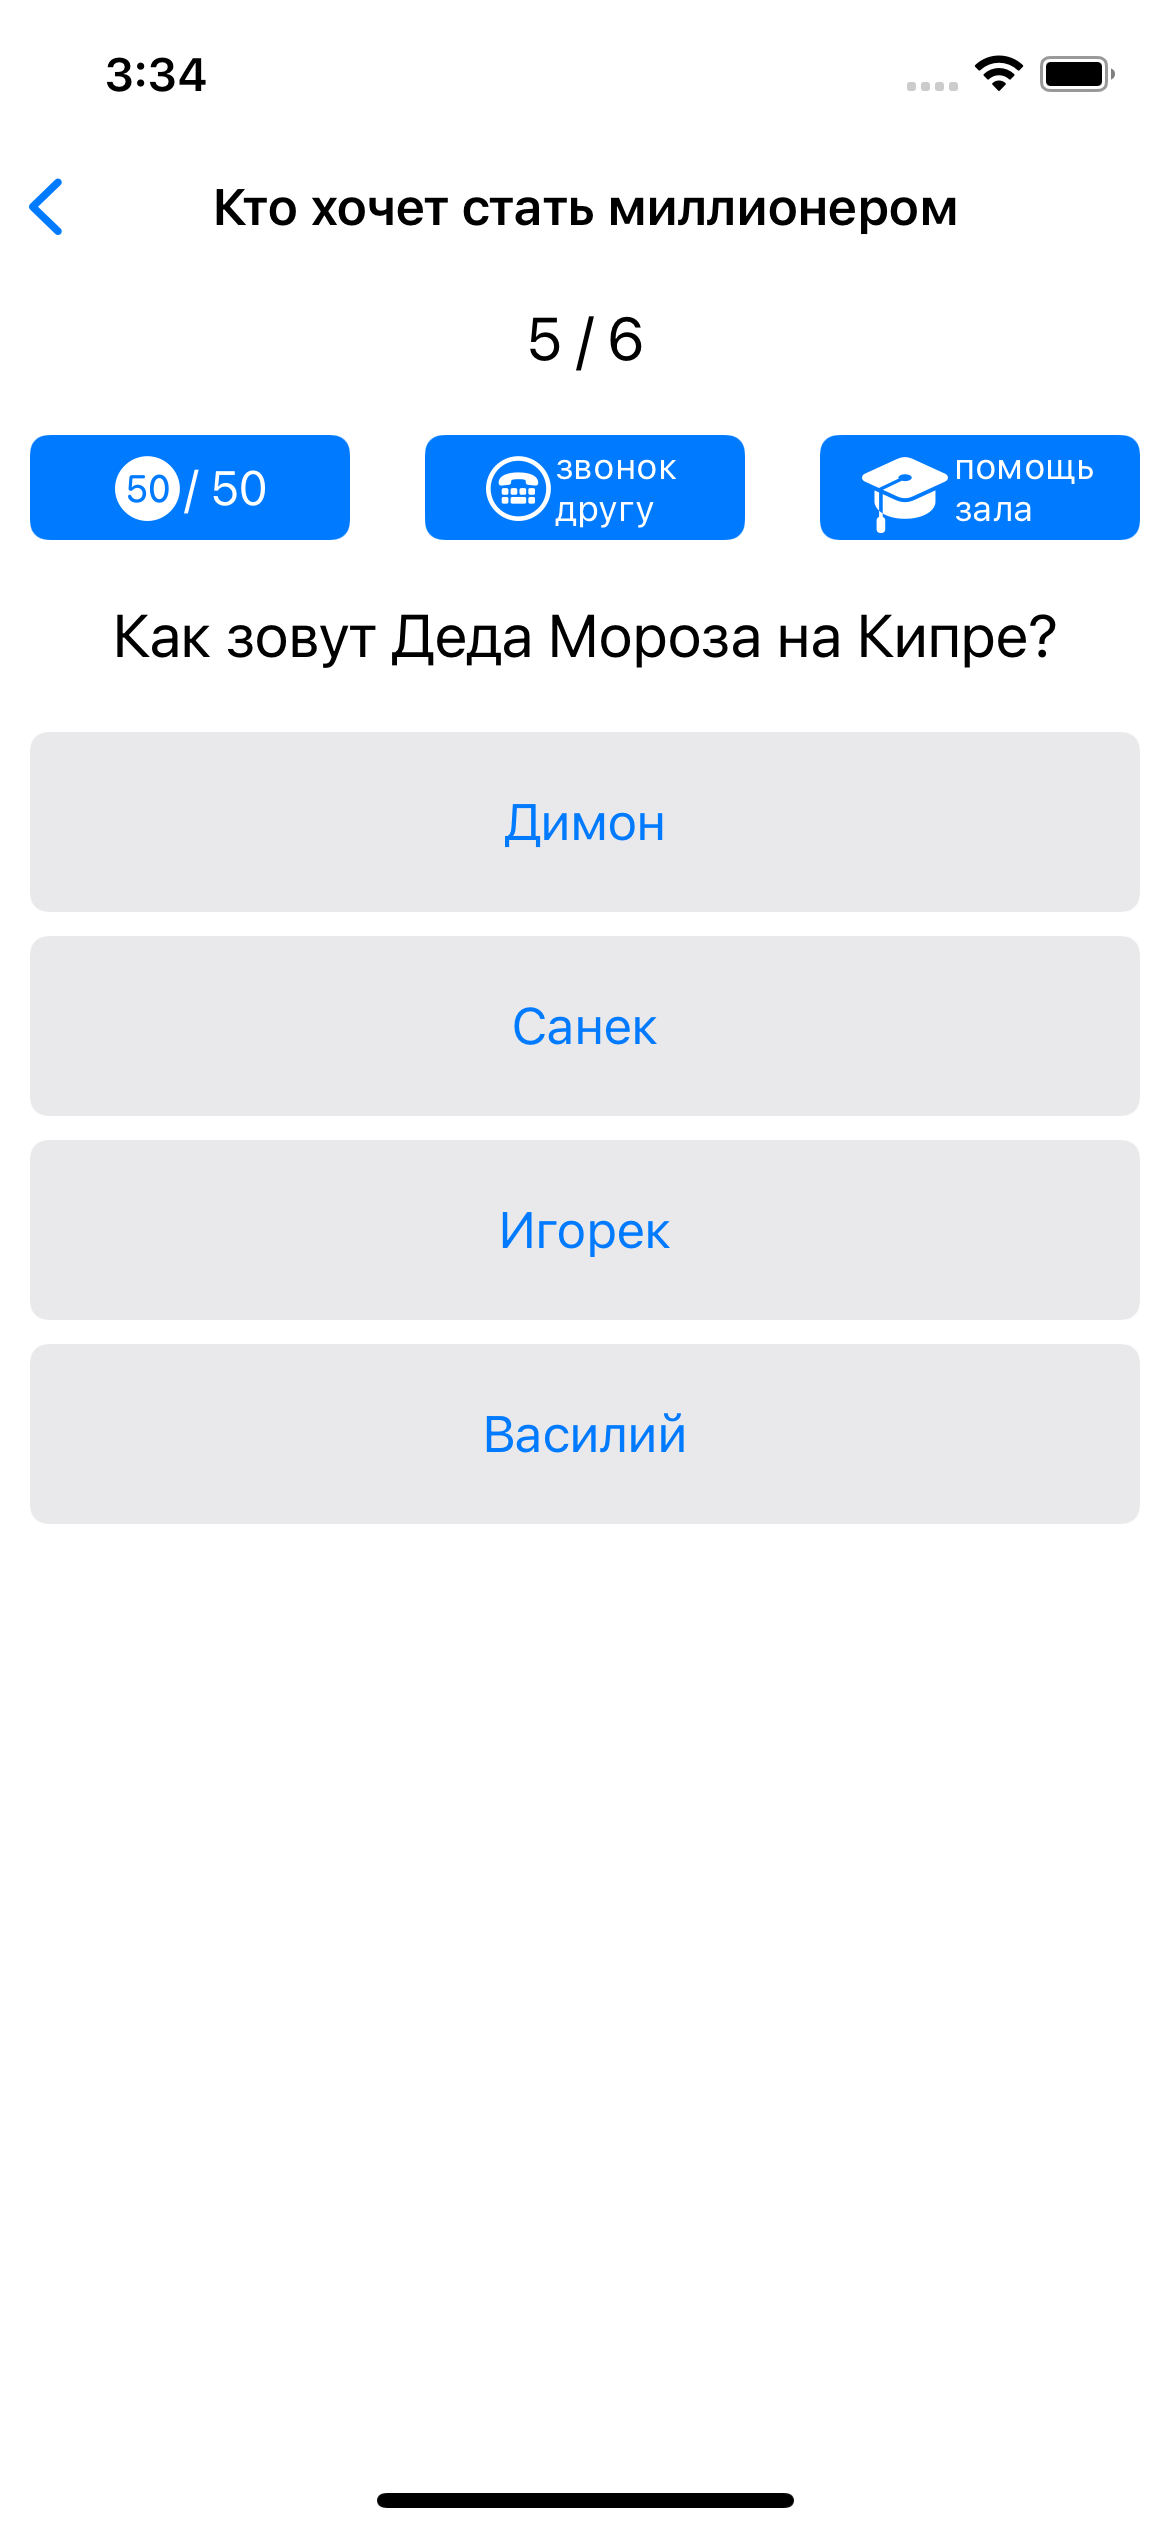 3:34
Кто хочет стать миллионером
5 / 6
50 / 50
звонок
другу
помощь
зала
Как зовут Деда Мороза на Кипре?
Димон
Санек
Игорек
Василий